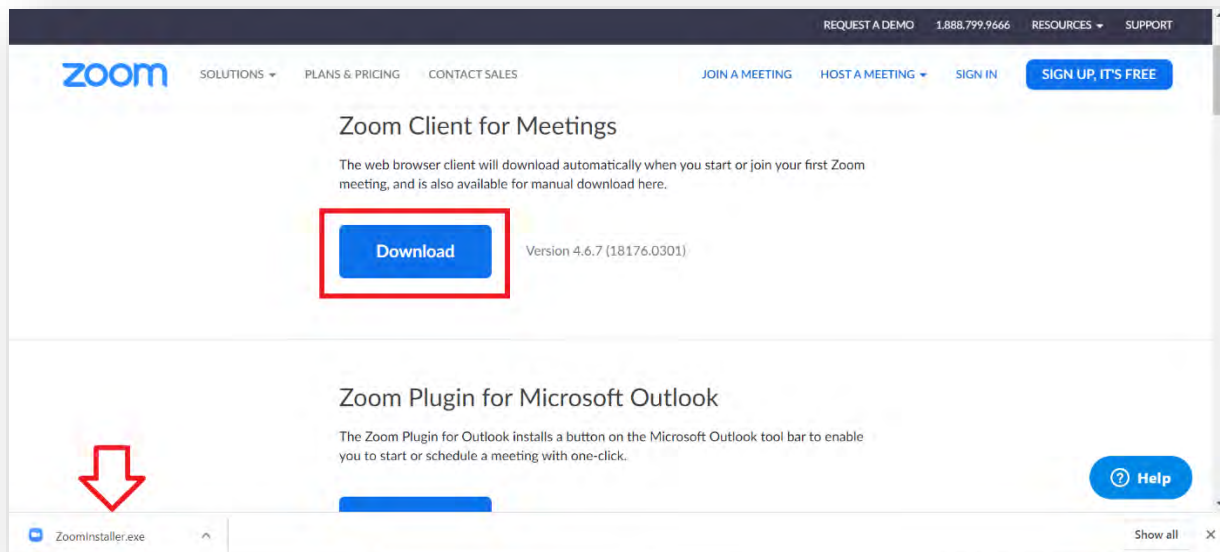 REQUEST A DEMO 1.888.799.9666 RESOURCES SUPPORT
zoom SOLUTIONS PLANS & PRICING CONTACT SALES JOIN A MEETING HOST A MEETING SIGN IN SIGN UP, IT'S FREE
Zoom Client for Meetings
The web browser client will download automatically when you start or join your first Zoom
meeting, and is also available for manual download here.
Download Version 4.6.7 (18176.0301)
Zoom Plugin for Microsoft Outlook
The Zoom Plugin for Outlook installs a button on the Microsoft Outlook tool bar to enable
you to start or schedule a meeting with one-click.
Help
ZoomInstaller.exe Show all